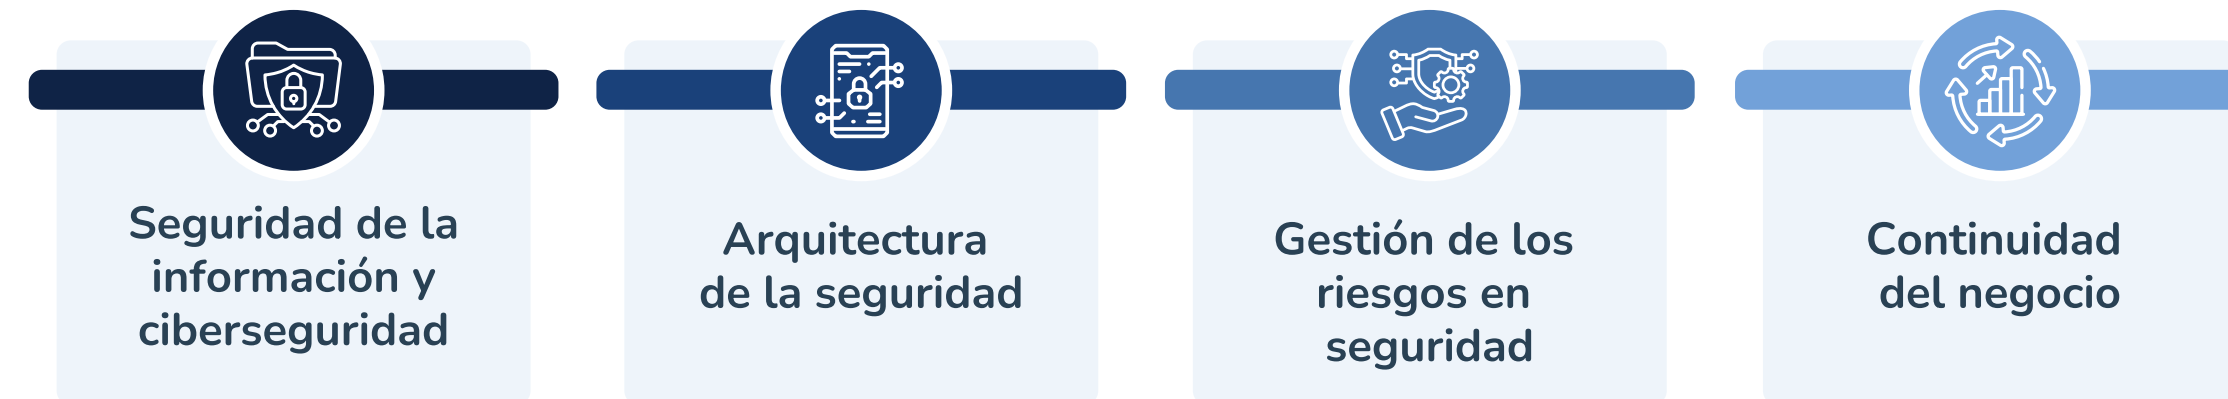 Seguridad de la
información y
ciberseguridad
Arquitectura
de la seguridad
Gestión de los
riesgos en
seguridad
Continuidad
del negocio